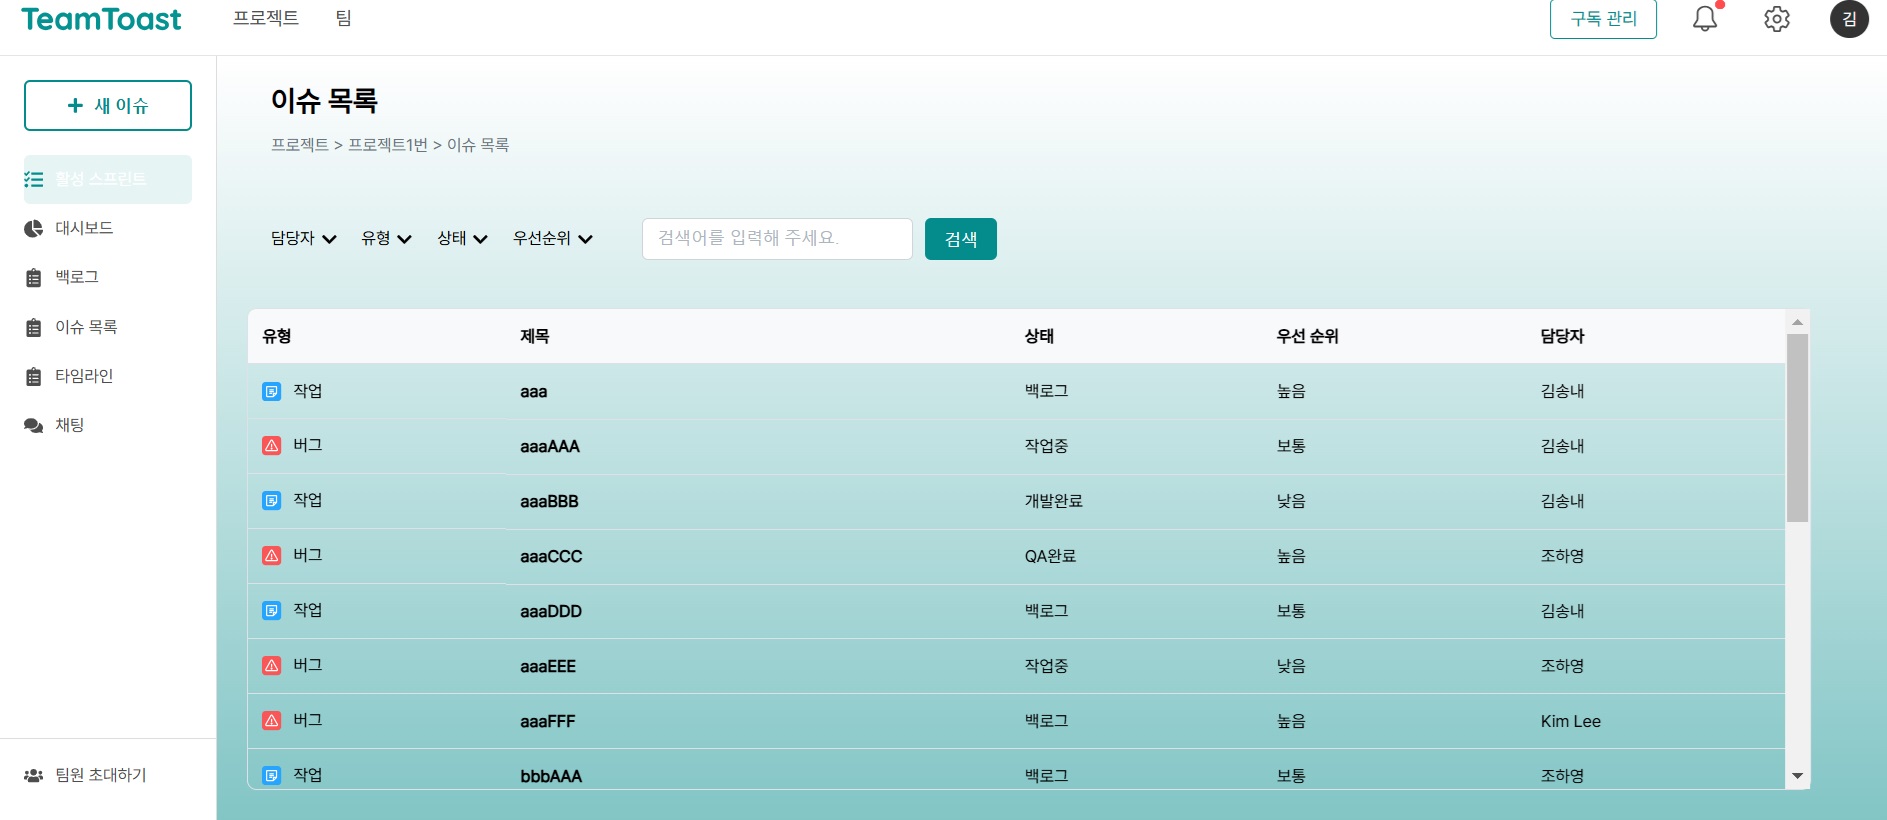 TeamToast 프로젝트 팀 구독 관리 김
새 이슈
활성 스프린트
대시보드
백로그
이슈 목록
타임라인
채팅
팀원 초대하기
이슈 목록
프로젝트 > 프로젝트1번 > 이슈 목록
담당자 유형 상태 우선순위 검색어를 입력해 주세요. 검색
유형 제목 상태 우선 순위 담당자
작업 aaa 백로그 높음 김송내
버그 aaaAAA 작업중 보통 김송내
작업 aaaBBB 개발완료 낮음 김송내
버그 aaaCCC QA완료 높음 조하영
작업 aaaDDD 백로그 보통 김송내
버그 aaaEEE 작업중 낮음 조하영
버그 aaaFFF 백로그 높음 Kim Lee
작업 bbbAAA 백로그 보통 조하영